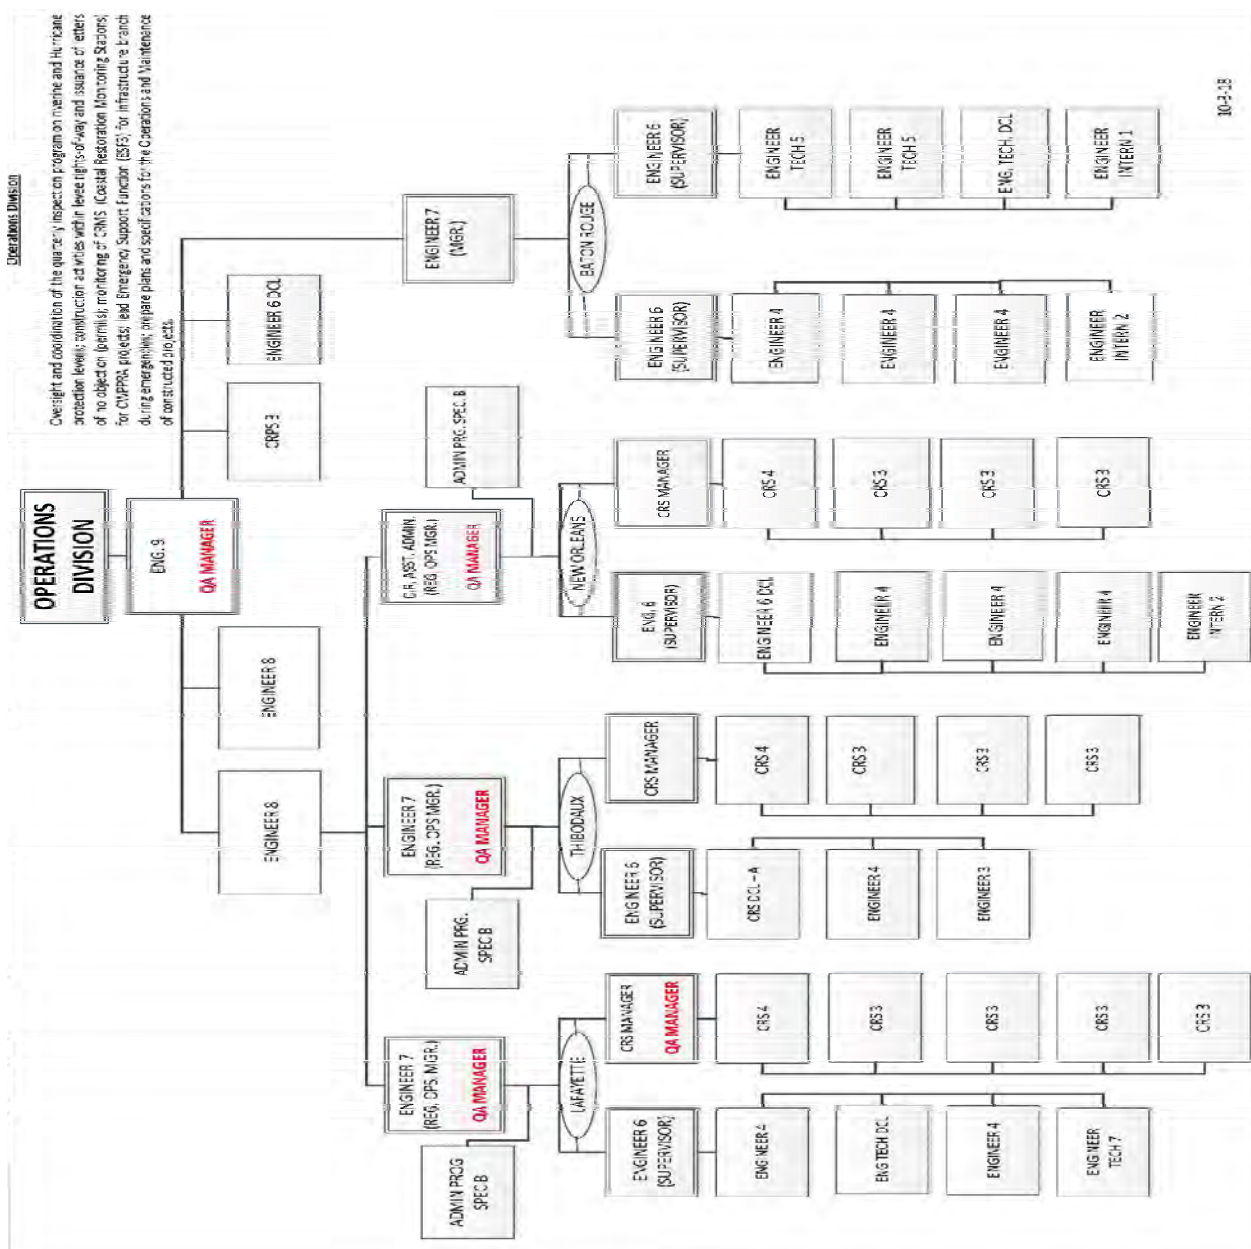 Operations Division
Oversight and coordination of the quarterly inspection program on riverine and Hurricane
protection levees; construction activities within levee rights-of-way and issuance of letters
of no objection (permits); monitoring of CRMS (Coastal Restoration Monitoring Stations)
for CWPPRA projects; lead Emergency Support Function (ESF3) for infrastructure branch
during emergencies; prepare plans and specifications for the Operations and Maintenance
of constructed projects.
OPERATIONS
DIVISION
ENG. 9
QA MANAGER
ENGINEER 8
ENGINEER 8
CRPS 3
ENGINEER 6 DCL
ENGINEER 7
(REG. OPS. MGR.)
QA MANAGER
ADMIN PROG
SPEC B
LAFAYETTE
ENGINEER 6
(SUPERVISOR)
ENGINEER 4
ENG TECH DCL
ENGINEER 4
ENGINEER
TECH 7
CRS MANAGER
QA MANAGER
CRS 4
CRS 3
CRS 3
CRS 3
CRS 3
ENGINEER 7
(REG. OPS MGR.)
QA MANAGER
ADMIN PRG.
SPEC B
THIBODAUX
ENGINEER 6
(SUPERVISOR)
CRS DCL – A
ENGINEER 4
ENGINEER 3
CRS MANAGER
CRS 4
CRS 3
CRS 3
CRS 3
ASST. ADMIN.
(REG. OPS MGR.)
QA MANAGER
ADMIN PRG. SPEC. B
NEW ORLEANS
ENG. 6
(SUPERVISOR)
ENGINEER 6 DCL
ENGINEER 4
ENGINEER 4
ENGINEER 4
ENGINEER
INTERN 2
CRS MANAGER
CRS 4
CRS 3
CRS 3
CRS 3
ENGINEER 7
(MGR.)
BATON ROUGE
ENGINEER 6
(SUPERVISOR)
ENGINEER 4
ENGINEER 4
ENGINEER 4
ENGINEER
INTERN 2
ENGINEER 6
(SUPERVISOR)
ENGINEER
TECH 5
ENGINEER
TECH 5
ENG. TECH. DCL
ENGINEER
INTERN 1
10-3-18